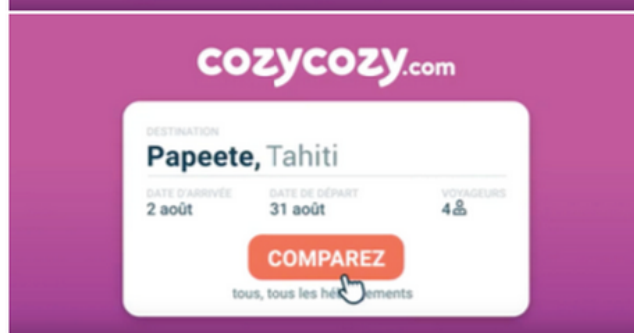 cozycozy.com
DESTINATION
Papeete, Tahiti
DATE D'ARRIVÉE DATE DE DÉPART VOYAGEURS
2 août 31 août 4
COMPAREZ
tous, tous les